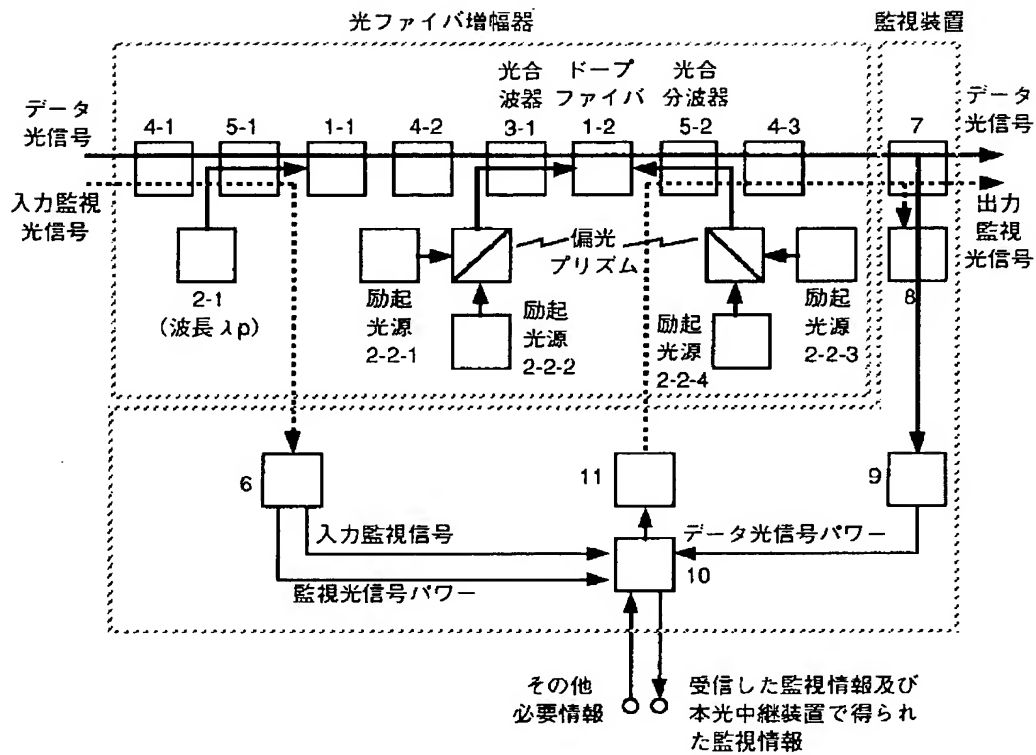 光ファイバ増幅器
監視装置
光合
波器
ドープ
ファイバ
光合
分波器
データ
光信号
データ
光信号
4-1
5-1
1-1
4-2
3-1
1-2
5-2
4-3
7
入力監視
光信号
出力
監視
光信号
偏光
プリズム
2-1
(波長 λp)
励起
光源
2-2-1
励起
光源
2-2-2
励起
光源
2-2-4
励起
光源
2-2-3
8
6
11
9
入力監視信号
データ光信号パワー
監視光信号パワー
10
その他
必要情報
受信した監視情報及び
本光中継装置で得られ
た監視情報